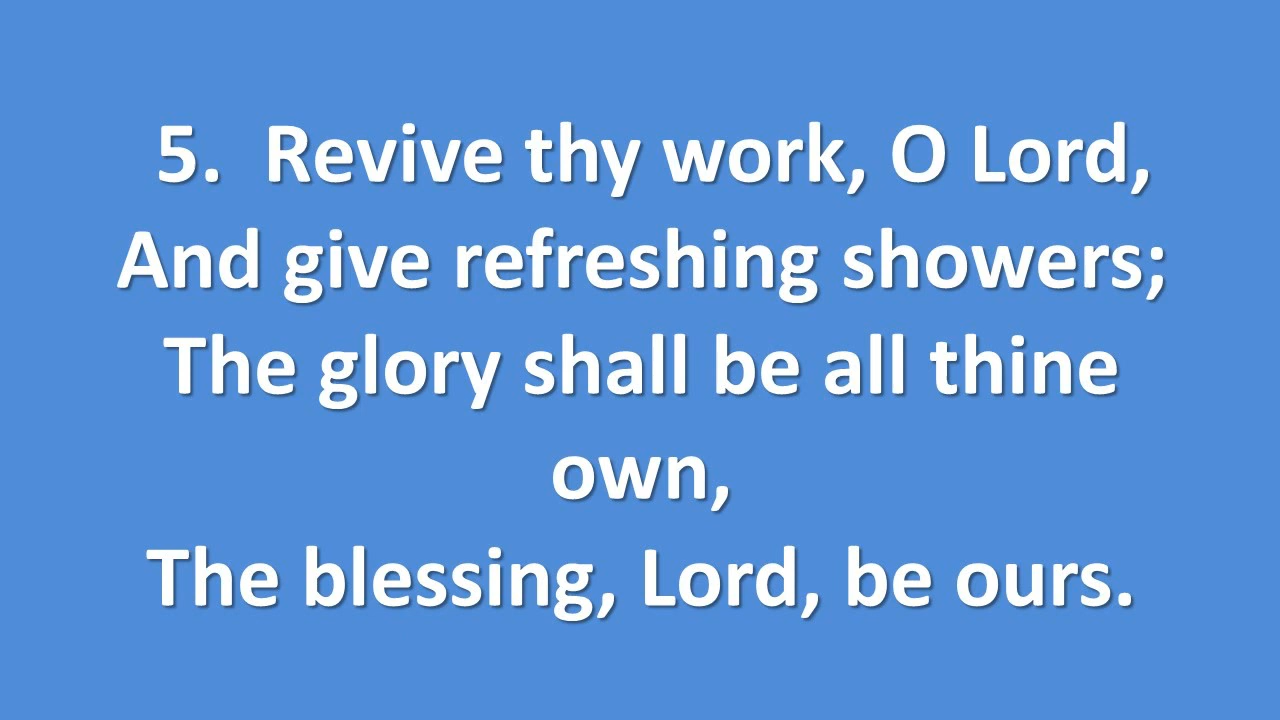 5.  Revive thy work, O Lord,
And give refreshing showers;
The glory shall be all thine
own,
The blessing, Lord, be ours.